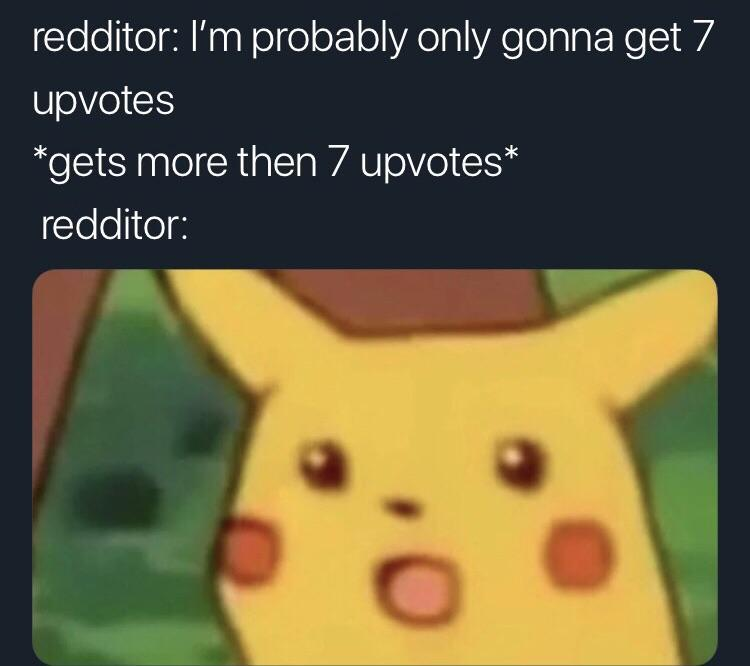 redditor: I’m probably only gonna get 7
upvotes
*gets more then 7 upvotes*
redditor: